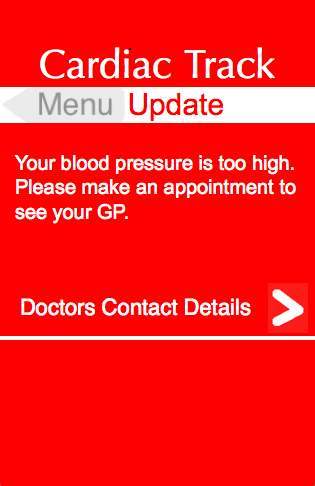 Cardiac Track
Menu Update
Your blood pressure is too high.
Please make an appointment to
see your GP.
Doctors Contact Details